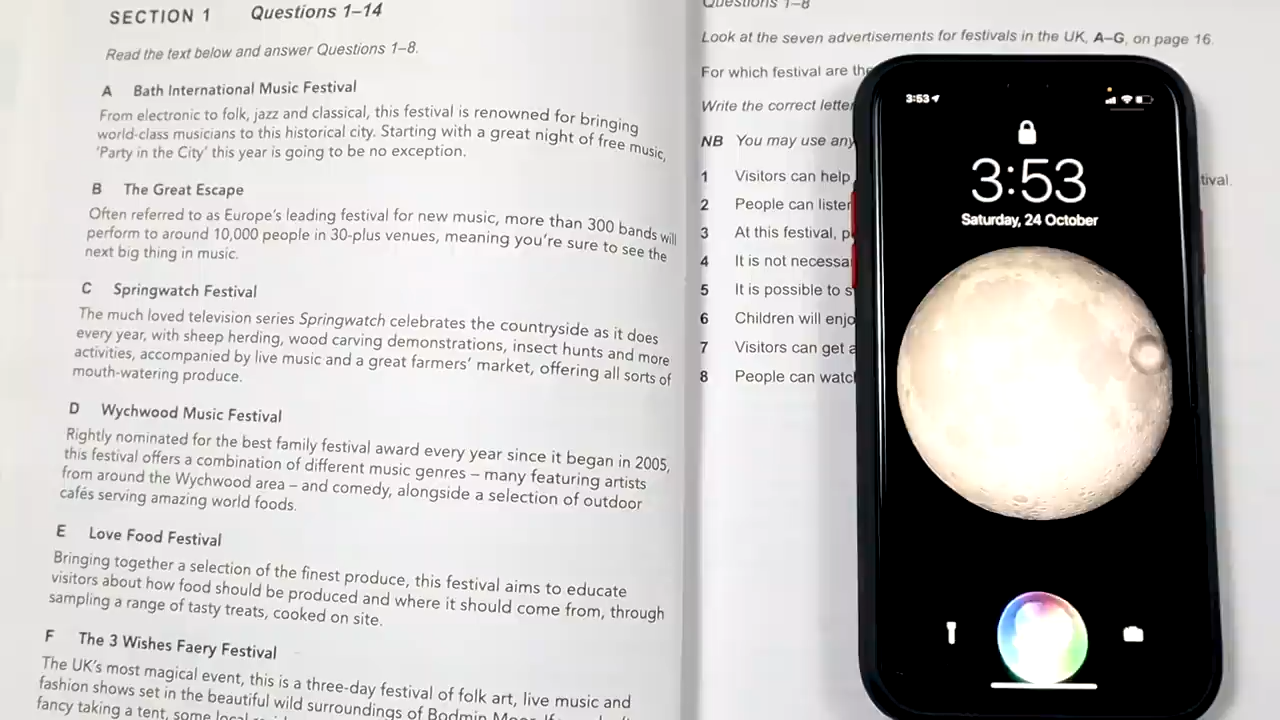 SECTION 1 Questions 1–14
Read the text below and answer Questions 1–8.
A Bath International Music Festival
From electronic to folk, jazz and classical, this festival is renowned for bringing
world-class musicians to this historical city. Starting with a great night of free music,
'Party in the City' this year is going to be no exception.
B The Great Escape
Often referred to as Europe's leading festival for new music, more than 300 bands will
perform to around 10,000 people in 30-plus venues, meaning you're sure to see the
next big thing in music.
C Springwatch Festival
The much loved television series Springwatch celebrates the countryside as it does
every year, with sheep herding, wood carving demonstrations, insect hunts and more
activities, accompanied by live music and a great farmers' market, offering all sorts of
mouth-watering produce.
D Wychwood Music Festival
Rightly nominated for the best family festival award every year since it began in 2005,
this festival offers a combination of different music genres – many featuring artists
from around the Wychwood area – and comedy, alongside a selection of outdoor
cafés serving amazing world foods.
E Love Food Festival
Bringing together a selection of the finest produce, this festival aims to educate
visitors about how food should be produced and where it should come from, through
sampling a range of tasty treats, cooked on site.
F The 3 Wishes Faery Festival
The UK's most magical event, this is a three-day festival of folk art, live music and
fashion shows set in the beautiful wild surroundings of Bodmin Moor. If
fancy taking a tent, some local
Questions 1–8
Look at the seven advertisements for festivals in the UK, A–G, on page 16.
For which festival are the
Write the correct letter
NB You may use any
1 Visitors can help tival.
2 People can listen
3 At this festival, p
4 It is not necessa
5 It is possible to s
6 Children will enjo
7 Visitors can get a
8 People can watch
3:53
3:53
Saturday, 24 October